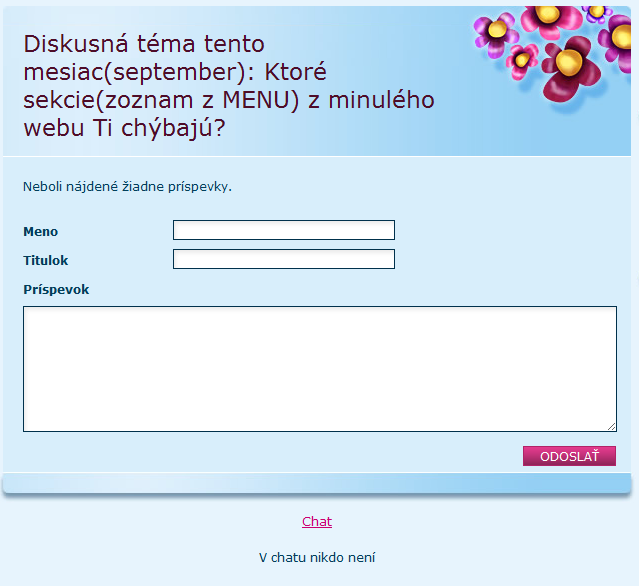 Diskusná téma tento
mesiac(september): Ktoré
sekcie(zoznam z MENU) z minulého
webu Ti chýbajú?
Neboli nájdené žiadne príspevky.
Meno
Titulok
Príspevok
ODOSLAŤ
Chat
V chatu nikdo není